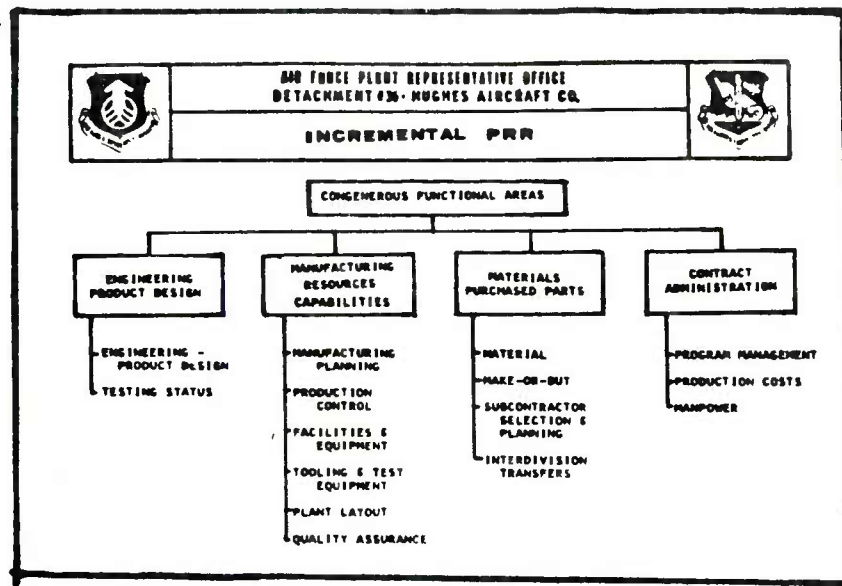 AIR FORCE PLANT REPRESENTATIVE OFFICE
DETACHMENT #36 · HUGHES AIRCRAFT CO.
INCREMENTAL PRR
CONGENEROUS FUNCTIONAL AREAS
ENGINEERING
PRODUCT DESIGN
ENGINEERING -
PRODUCT DESIGN
TESTING STATUS
MANUFACTURING
RESOURCES
CAPABILITIES
MANUFACTURING
PLANNING
PRODUCTION
CONTROL
FACILITIES &
EQUIPMENT
TOOLING & TEST
EQUIPMENT
PLANT LAYOUT
QUALITY ASSURANCE
MATERIALS
PURCHASED PARTS
MATERIAL
MAKE-OR-BUT
SUBCONTRACTOR
SELECTION &
PLANNING
INTERDIVISION
TRANSFERS
CONTRACT
ADMINISTRATION
PROGRAM MANAGEMENT
PRODUCTION COSTS
MANPOWER